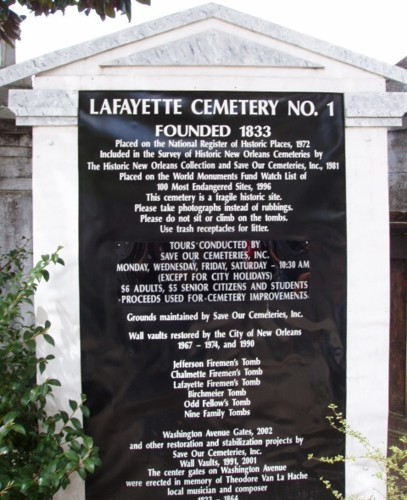 LAFAYETTE CEMETERY NO. 1
FOUNDED 1833
Placed on the National Register of Historic Places, 1972
Included in the Survey of Historic New Orleans Cemeteries by
The Historic New Orleans Collection and Save Our Cemeteries, Inc., 1981
Placed on the World Monuments Fund Watch List of
100 Most Endangered Sites, 1996
This cemetery is a fragile historic site.
Please take photographs instead of rubbings.
Please do not sit or climb on the tombs.
Use trash receptacles for litter.
TOURS CONDUCTED BY
SAVE OUR CEMETERIES, INC.
MONDAY, WEDNESDAY, FRIDAY, SATURDAY - 10:30 AM
(EXCEPT FOR CITY HOLIDAYS)
$6 ADULTS, $5 SENIOR CITIZENS AND STUDENTS
PROCEEDS USED FOR CEMETERY IMPROVEMENTS
Grounds maintained by Save Our Cemeteries, Inc.
Wall vaults restored by the City of New Orleans
1967 - 1974, and 1990
Jefferson Firemen's Tomb
Chalmette Firemen's Tomb
Lafayette Firemen's Tomb
Birchmeier Tomb
Odd Fellow's Tomb
Nine Family Tombs
Washington Avenue Gates, 2002
and other restoration and stabilization projects by
Save Our Cemeteries, Inc.
Wall Vaults, 1991, 2001
The center gates on Washington Avenue
were erected in memory of Theodore Van La Hache
local musician and composer
1822 - 1864